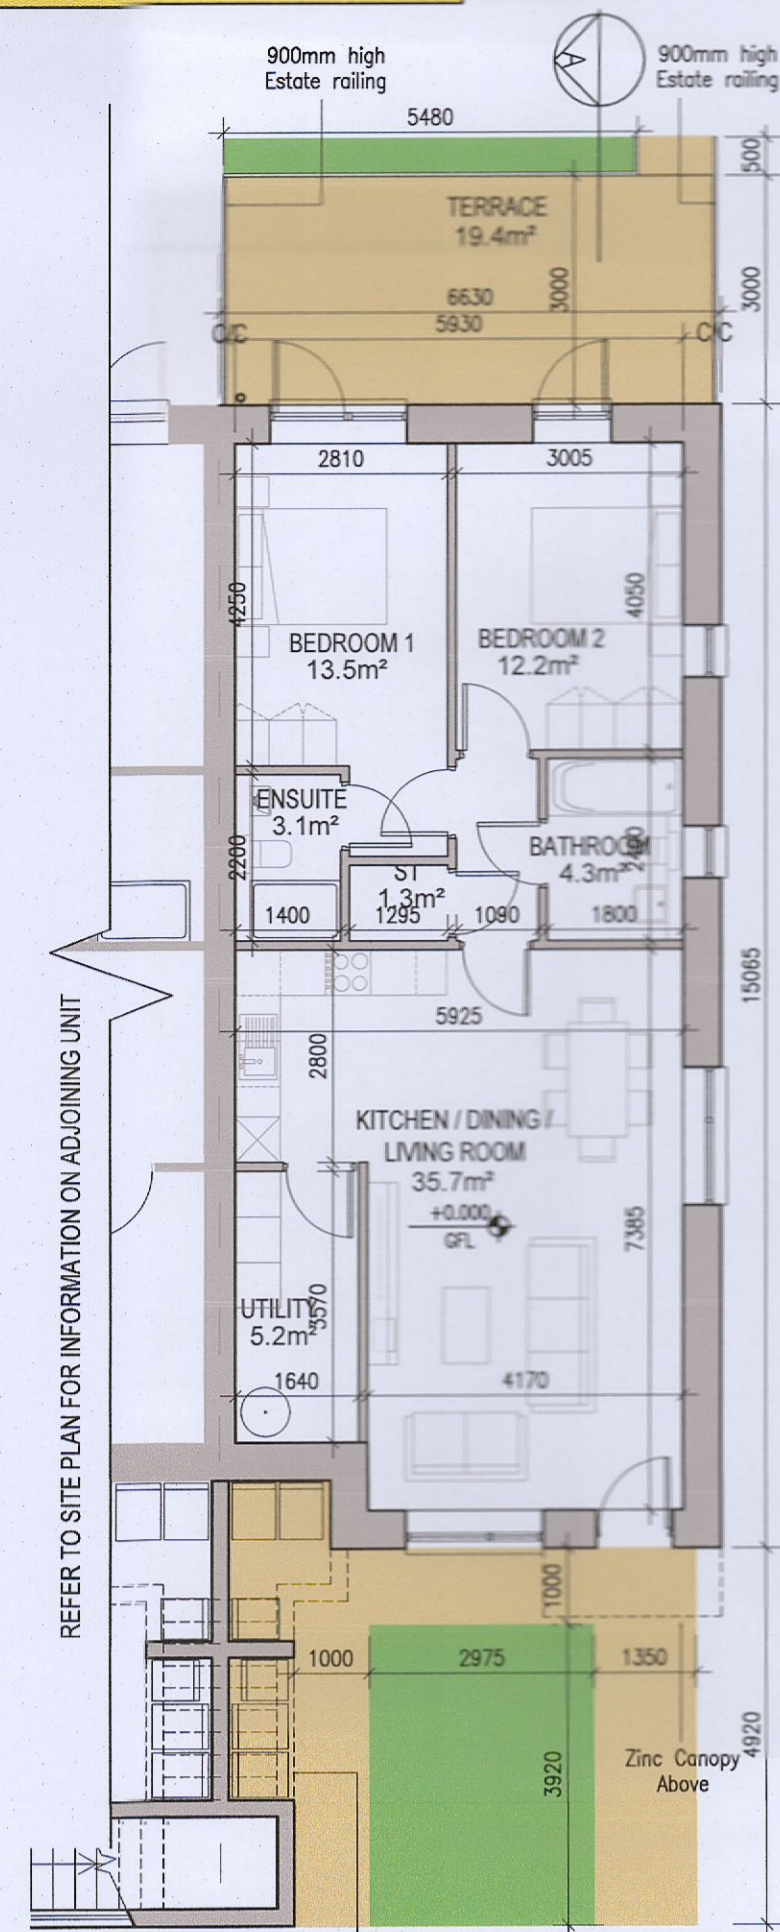 900mm high
Estate railing
A
900mm high
Estate railing
5480
500
TERRACE
19.4m²
3000
3000
6630
5930
C/C
C/C
2810
3005
4250
4050
BEDROOM 1
13.5m²
BEDROOM 2
12.2m²
ENSUITE
3.1m²
BATHROOM
4.3m²
2400
2200
ST
1.3m²
1400
1295
1090
1800
15065
5925
2800
KITCHEN / DINING /
LIVING ROOM
35.7m²
+0.000
GFL
7385
REFER TO SITE PLAN FOR INFORMATION ON ADJOINING UNIT
UTILITY
5.2m²
3570
1640
4170
1000
1000
2975
1350
3920
4920
Zinc Canopy
Above